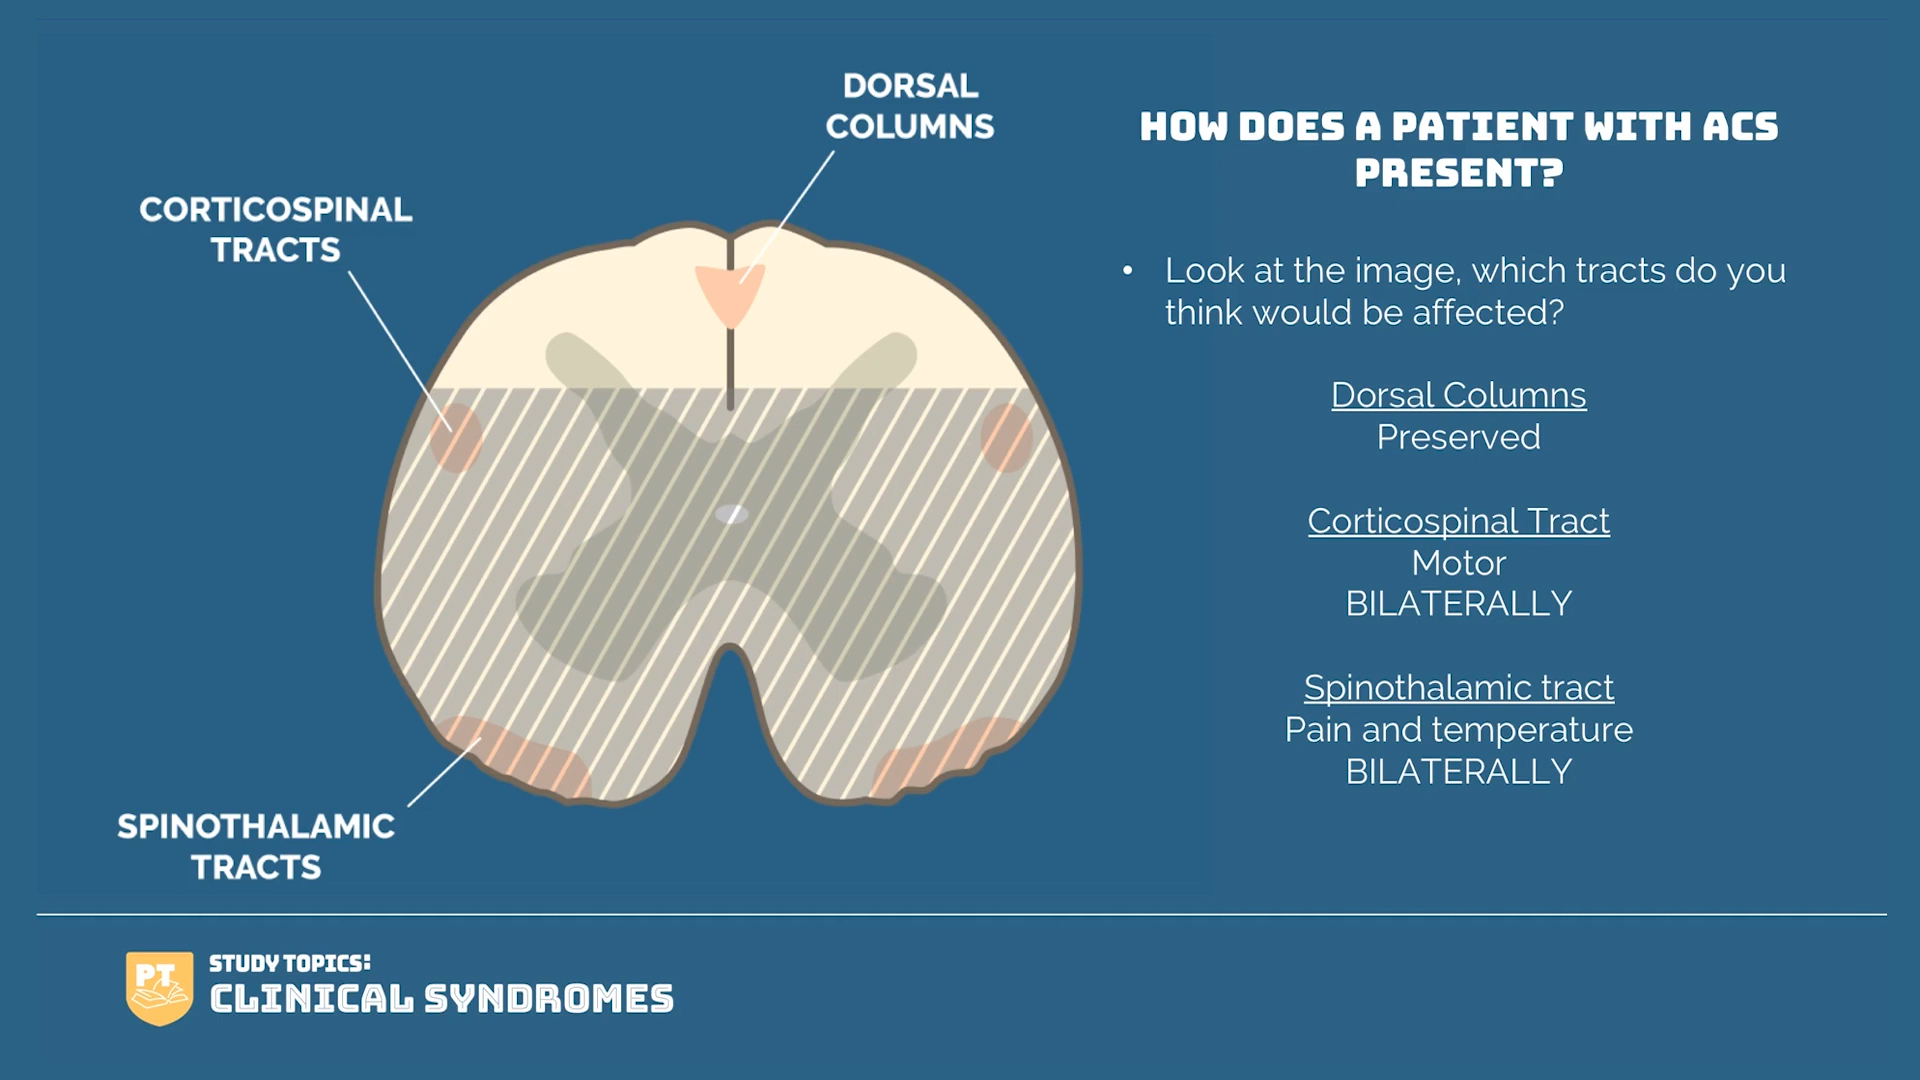 DORSAL
COLUMNS
CORTICOSPINAL
TRACTS
SPINOTHALAMIC
TRACTS
HOW DOES A PATIENT WITH ACS
PRESENT?
• Look at the image, which tracts do you
think would be affected?
Dorsal Columns
Preserved
Corticospinal Tract
Motor
BILATERALLY
Spinothalamic tract
Pain and temperature
BILATERALLY
PT
STUDY TOPICS:
CLINICAL SYNDROMES